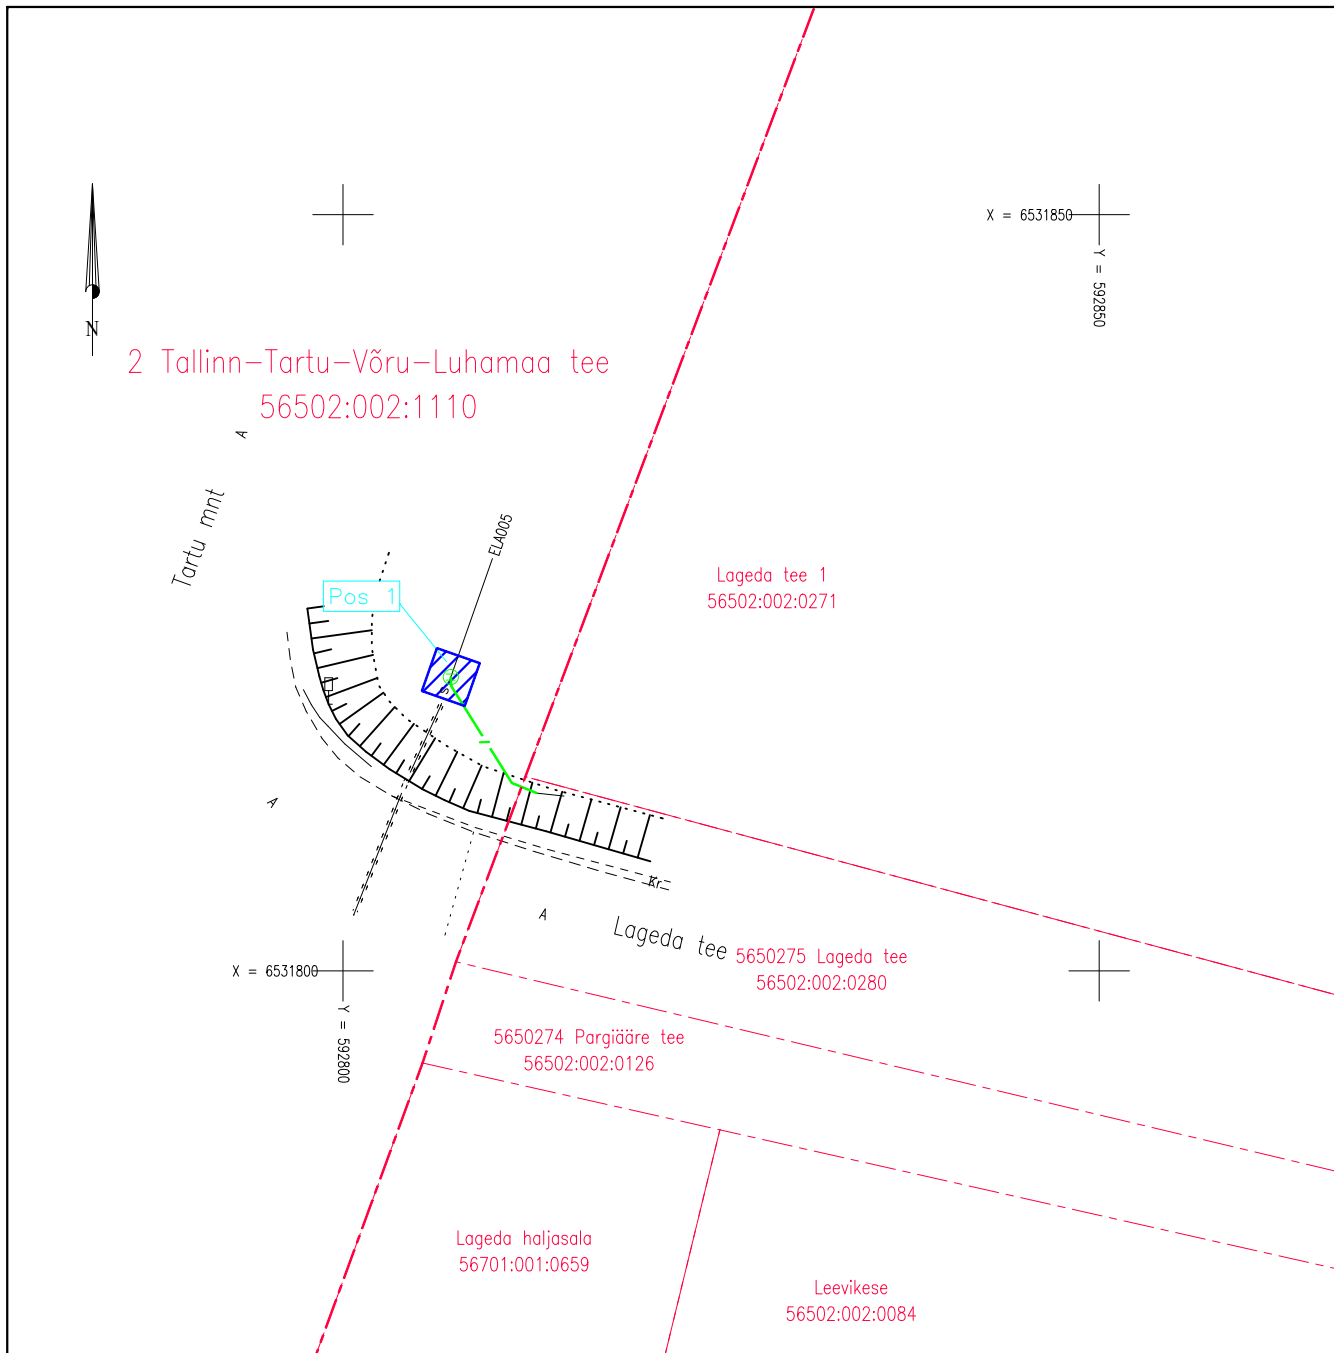 X = 6531850
Y = 592850
N
2 Tallinn-Tartu-Võru-Luhamaa tee
56502:002:1110
A
Tartu mnt
ELA005
Lageda tee 1
56502:002:0271
Pos 1
S
A
Kr
A
Lageda tee
5650275 Lageda tee
56502:002:0280
X = 6531800
Y = 592800
5650274 Pargiääre tee
56502:002:0126
Lageda haljasala
56701:001:0659
Leevikese
56502:002:0084